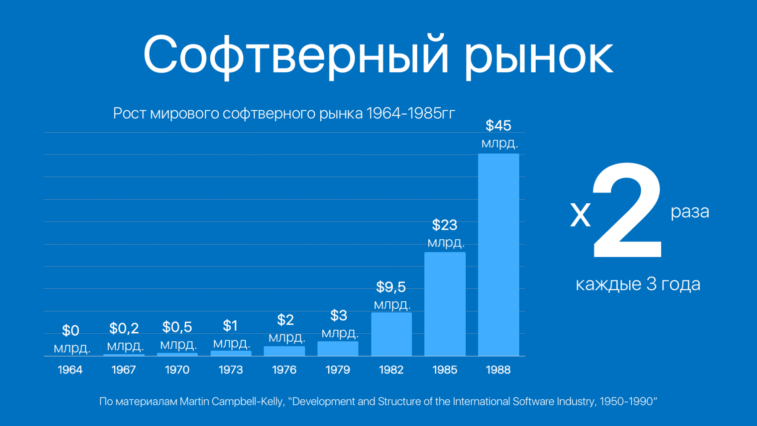 Софтверный рынок
Рост мирового софтверного рынка 1964-1985гг
$0
млрд.
$0,2
млрд.
$0,5
млрд.
$1
млрд.
$2
млрд.
$3
млрд.
$9,5
млрд.
$23
млрд.
$45
млрд.
1964 1967 1970 1973 1976 1979 1982 1985 1988
x2 раза
каждые 3 года
По материалам Martin Campbell-Kelly, "Development and Structure of the International Software Industry, 1950-1990"